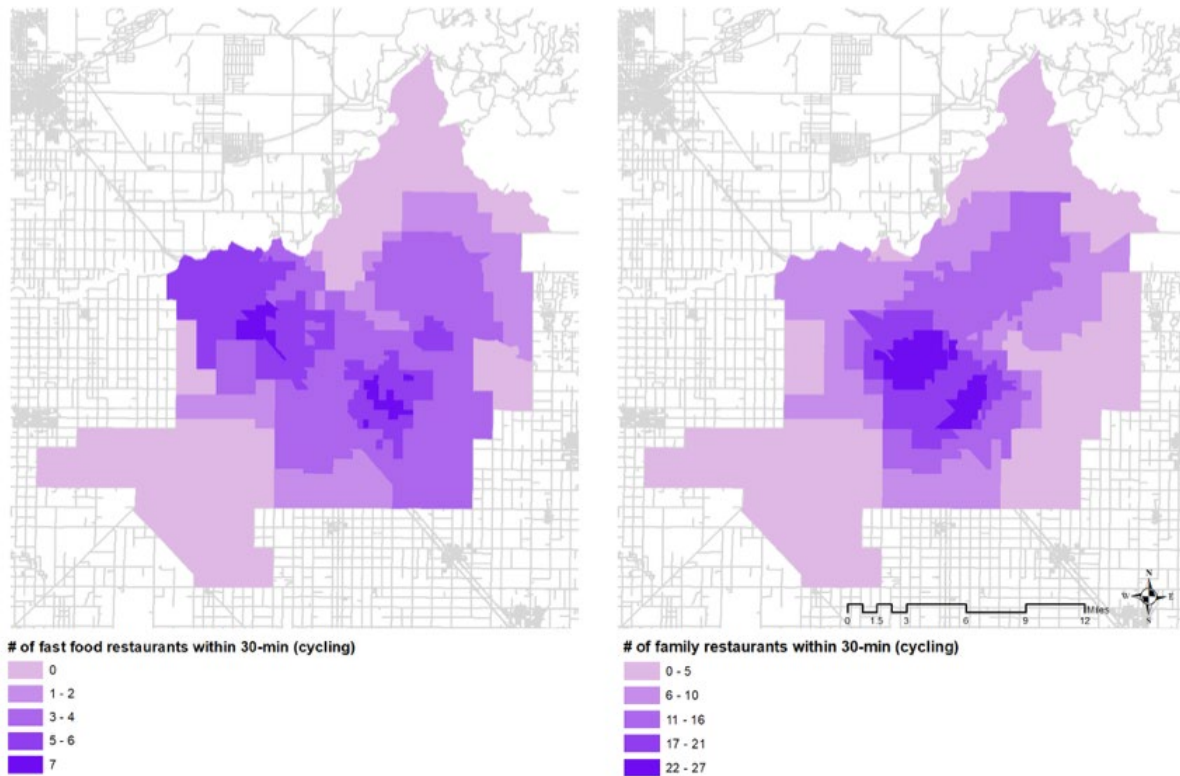 N
W E
S
Miles
0 1.5 3 6 9 12
# of fast food restaurants within 30-min (cycling)
0
1 - 2
3 - 4
5 - 6
7
# of family restaurants within 30-min (cycling)
0 - 5
6 - 10
11 - 16
17 - 21
22 - 27